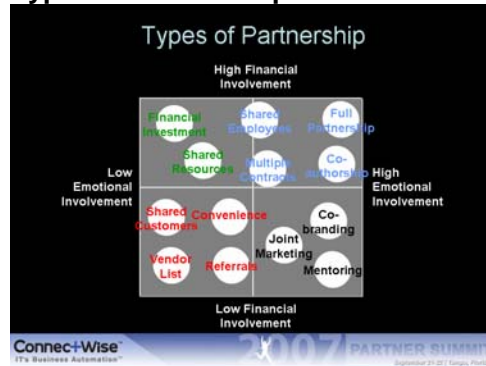 Types of Partnership
High Financial
Involvement
Financial
Investment
Shared
Employees
Full
Partnership
Shared
Resources
Multiple
Contracts
Co-
authorship
Low
Emotional
Involvement
High
Emotional
Involvement
Shared
Customers
Convenience
Co-
branding
Joint
Marketing
Vendor
List
Referrals
Mentoring
Low Financial
Involvement
ConnectWise
IT's Business Automation
2007 PARTNER SUMMIT